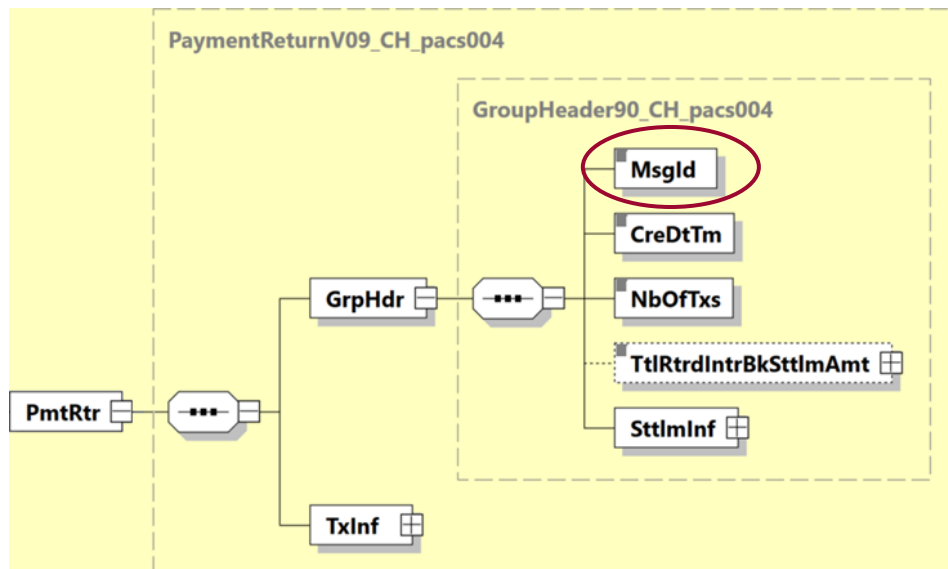 PaymentReturnV09_CH_pacs004
GroupHeader90_CH_pacs004
MsgId
CreDtTm
GrpHdr
NbOfTxs
TtlRtrdIntrBkSttlmAmt
PmtRtr
SttlmInf
TxInf